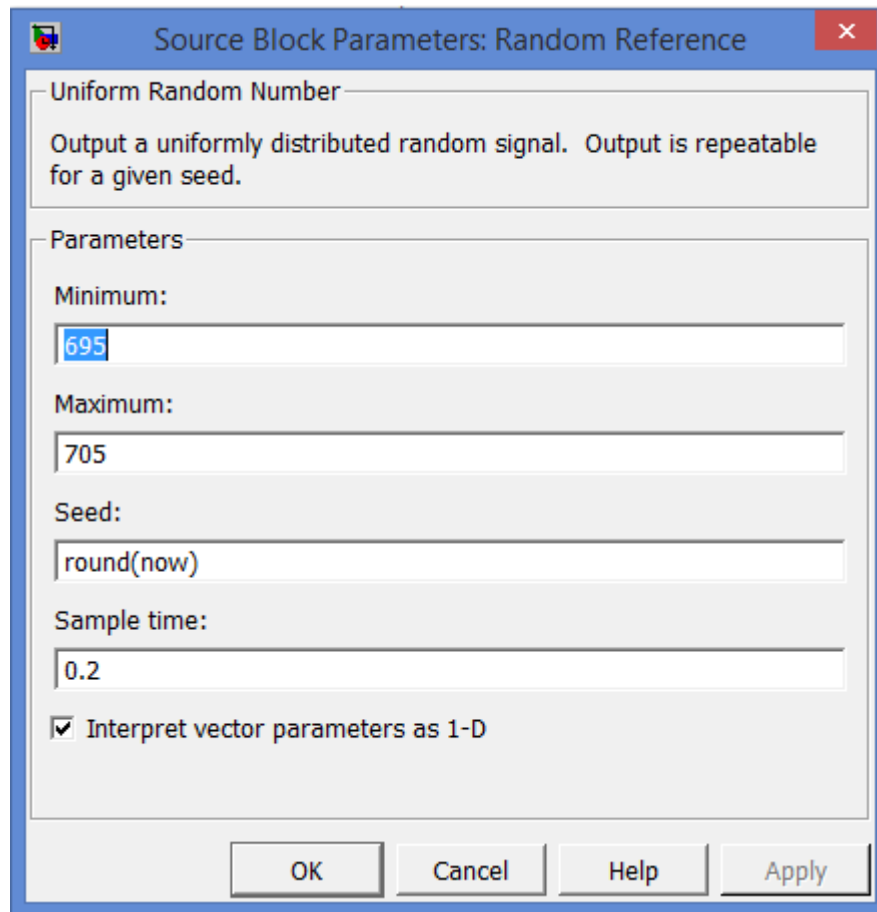 Source Block Parameters: Random Reference
Uniform Random Number
Output a uniformly distributed random signal.  Output is repeatable
for a given seed.
Parameters
Minimum:
695
Maximum:
705
Seed:
round(now)
Sample time:
0.2
Interpret vector parameters as 1-D
OK Cancel Help Apply